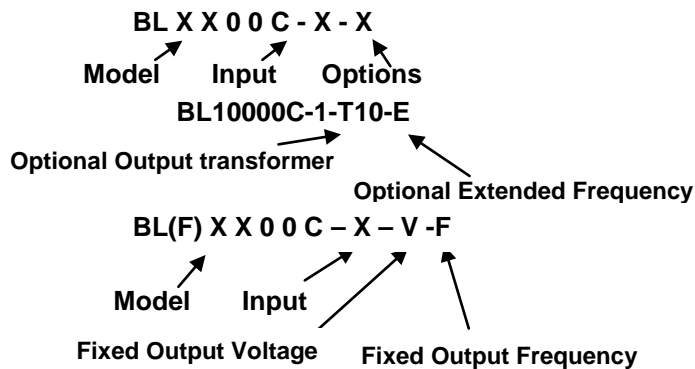 BL X X 0 0 C - X - X
Model Input Options
BL10000C-1-T10-E
Optional Output transformer
Optional Extended Frequency
BL(F) X X 0 0 C – X – V -F
Model Input
Fixed Output Voltage Fixed Output Frequency